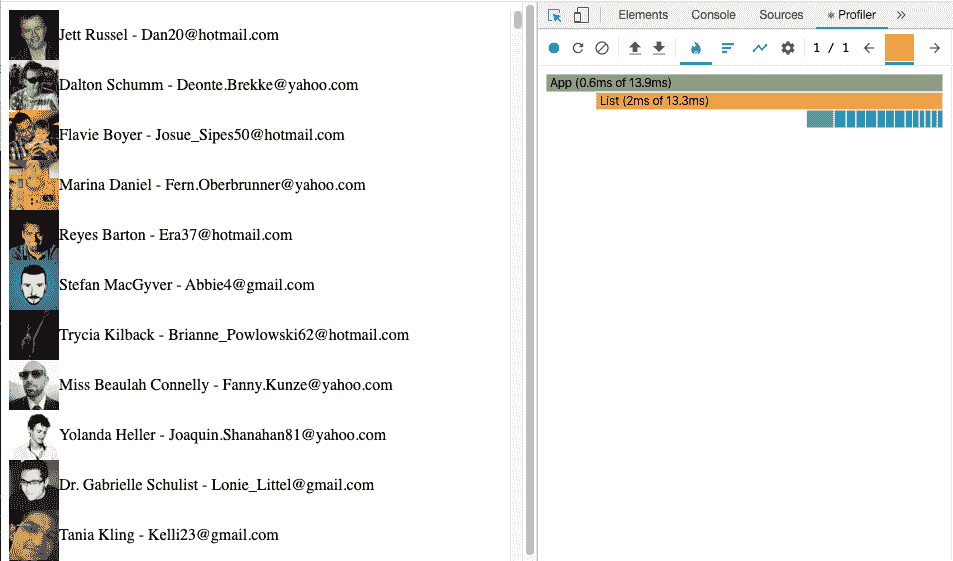 Jett Russel - Dan20@hotmail.com
Dalton Schumm - Deonte.Brekke@yahoo.com
Flavie Boyer - Josue_Sipes50@hotmail.com
Marina Daniel - Fern.Oberbrunner@yahoo.com
Reyes Barton - Era37@hotmail.com
Stefan MacGyver - Abbie4@gmail.com
Trycia Kilback - Brianne_Powlowski62@hotmail.com
Miss Beaulah Connelly - Fanny.Kunze@yahoo.com
Yolanda Heller - Joaquin.Shanahan81@yahoo.com
Dr. Gabrielle Schulist - Lonie_Littel@gmail.com
Tania Kling - Kelli23@gmail.com
Elements Console Sources Profiler »
1 / 1
App (0.6ms of 13.9ms)
List (2ms of 13.3ms)